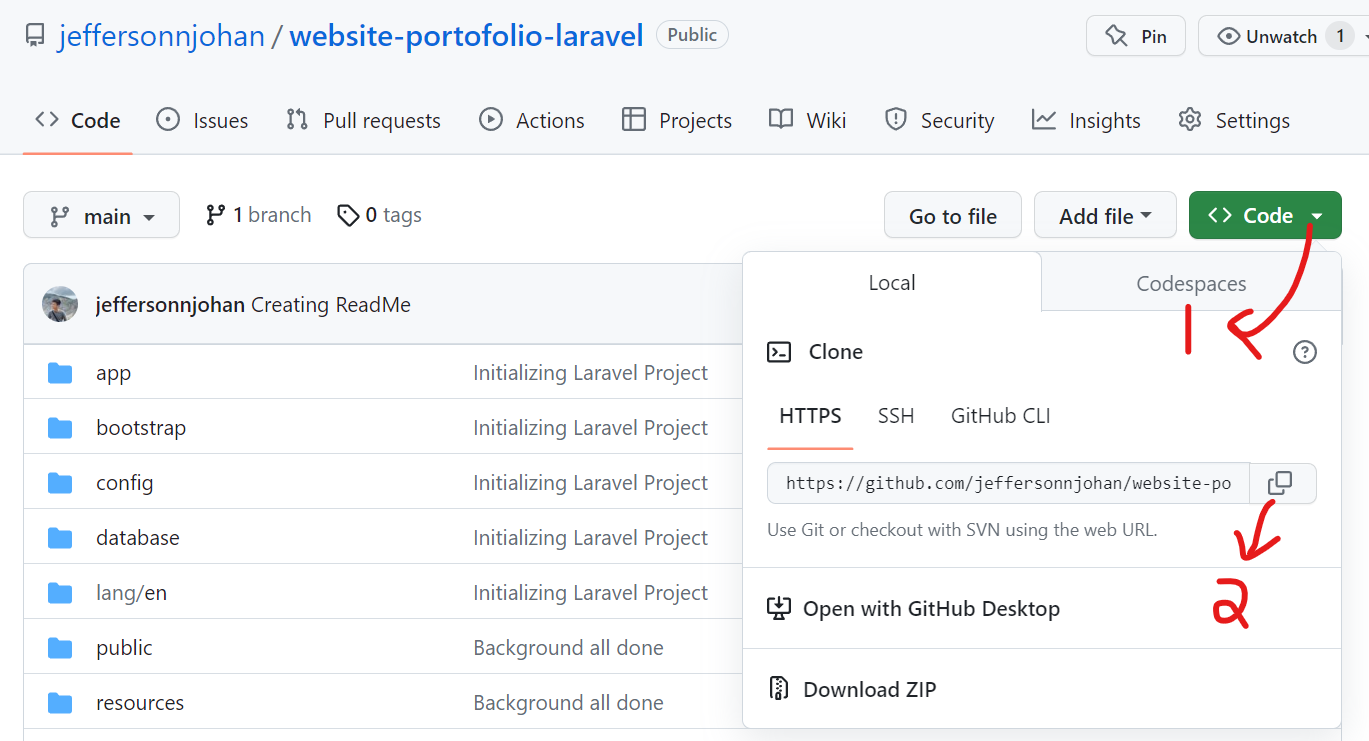 jeffersonnjohan / website-portofolio-laravel Public Pin Unwatch 1
Code Issues Pull requests Actions Projects Wiki Security Insights Settings
main 1 branch 0 tags Go to file Add file Code
jeffersonnjohan Creating ReadMe
app Initializing Laravel Project
bootstrap Initializing Laravel Project
config Initializing Laravel Project
database Initializing Laravel Project
lang/en Initializing Laravel Project
public Background all done
resources Background all done
Local Codespaces
1
Clone
HTTPS SSH GitHub CLI
https://github.com/jeffersonnjohan/website-po
Use Git or checkout with SVN using the web URL.
2
Open with GitHub Desktop
Download ZIP